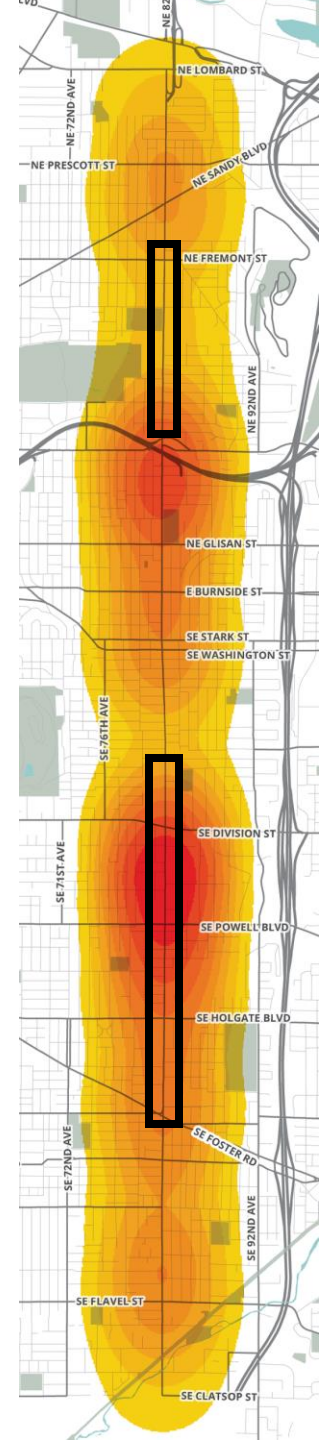 VD
NE 82
NE LOMBARD ST
NE 72ND AVE
NE PRESCOTT ST
NE SANDY BLVD
NE FREMONT ST
NE 92ND AVE
NE GLISAN ST
E BURNSIDE ST
SE STARK ST
SE WASHINGTON ST
SE 76TH AVE
SE DIVISION ST
SE 71ST AVE
SE POWELL BLVD
SE HOLGATE BLVD
SE FOSTER RD
SE 72ND AVE
SE 92ND AVE
SE FLAVEL ST
SE CLATSOP ST